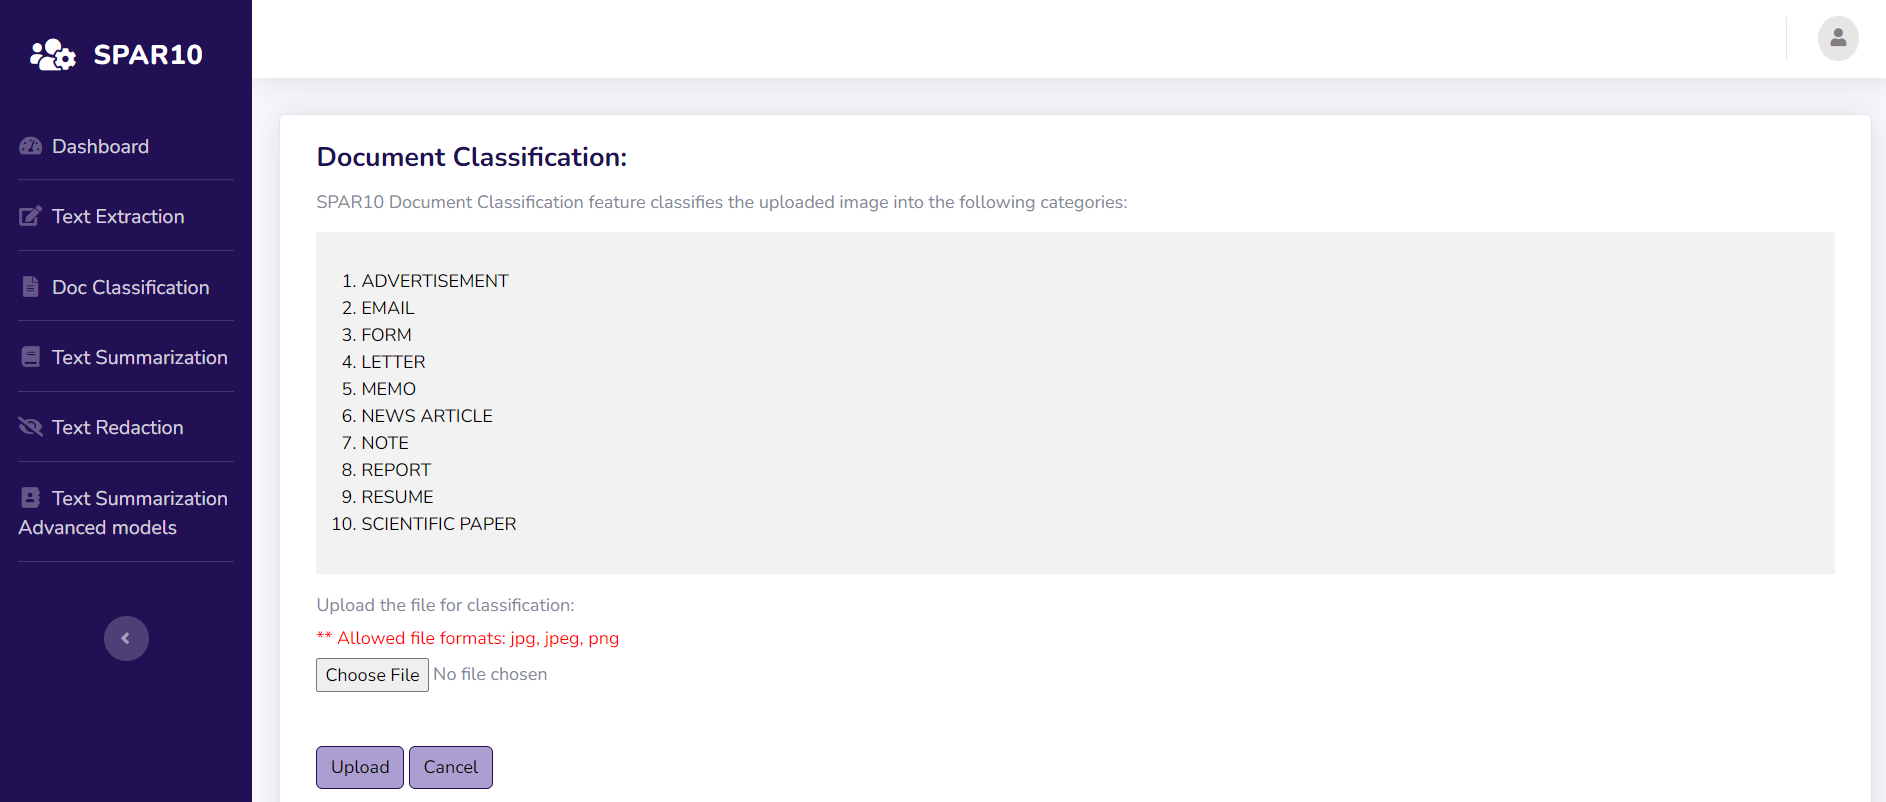 SPAR10
Dashboard
Text Extraction
Doc Classification
Text Summarization
Text Redaction
Text Summarization
Advanced models
Document Classification:
SPAR10 Document Classification feature classifies the uploaded image into the following categories:
1. ADVERTISEMENT
2. EMAIL
3. FORM
4. LETTER
5. MEMO
6. NEWS ARTICLE
7. NOTE
8. REPORT
9. RESUME
10. SCIENTIFIC PAPER
Upload the file for classification:
** Allowed file formats: jpg, jpeg, png
Choose File No file chosen
Upload Cancel